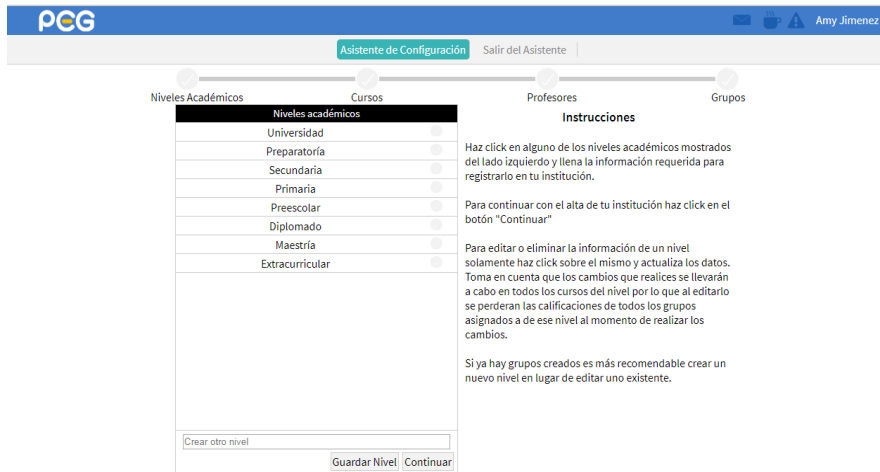 PCG
Amy Jimenez
Asistente de Configuración
Salir del Asistente
Niveles Académicos
Cursos
Profesores
Grupos
Niveles académicos
Universidad
Preparatoría
Secundaria
Primaria
Preescolar
Diplomado
Maestría
Extracurricular
Crear otro nivel
Guardar Nivel
Continuar
Instrucciones
Haz click en alguno de los niveles académicos mostrados
del lado izquierdo y llena la información requerida para
registrarlo en tu institución.
Para continuar con el alta de tu institución haz click en el
botón "Continuar"
Para editar o eliminar la información de un nivel
solamente haz click sobre el mismo y actualiza los datos.
Toma en cuenta que los cambios que realices se llevarán
a cabo en todos los cursos del nivel por lo que al editarlo
se perderan las calificaciones de todos los grupos
asignados a de ese nivel al momento de realizar los
cambios.
Si ya hay grupos creados es más recomendable crear un
nuevo nivel en lugar de editar uno existente.